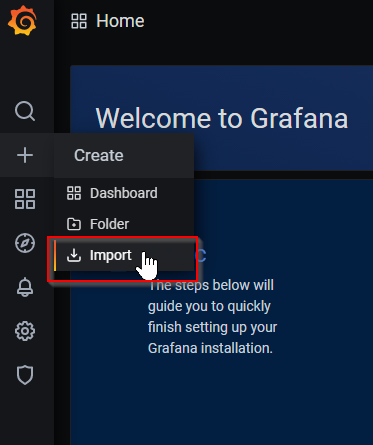 Home
Welcome to Grafana
Create
Dashboard
Folder
Import
The steps below will
guide you to quickly
finish setting up your
Grafana installation.